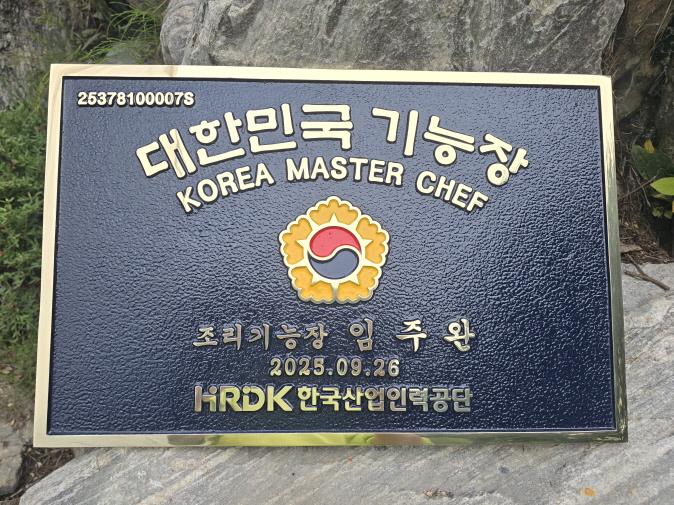 25378100007S
대한민국 기능장
KOREA MASTER CHEF
조리기능장 임주완
2025.09.26
HRDK 한국산업인력공단